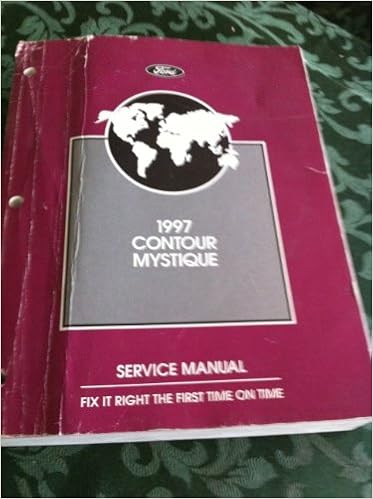 Ford
1997
CONTOUR
MYSTIQUE
SERVICE MANUAL
FIX IT RIGHT THE FIRST TIME ON TIME